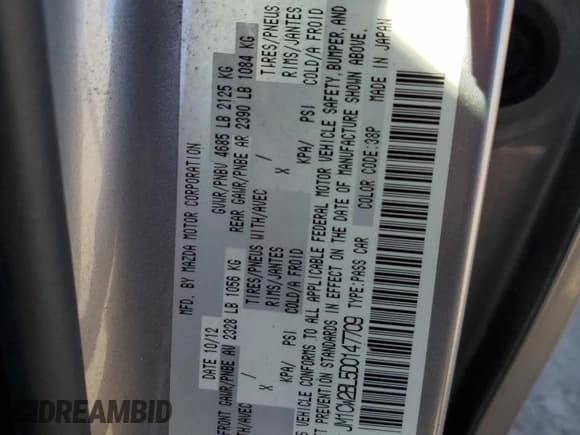 MFD. BY MAZDA MOTOR CORPORATION
DATE 10/12 GVWR/PNBV 4685 LB 2125 KG
FRONT GAWR/PNBE AV 2328 LB 1056 KG REAR GAWR/PNBE AR 2390 LB 1084 KG
TIRES/PNEUS WITH/AVEC TIRES/PNEUS
RIMS/JANTES X / RIMS/JANTES
COLD/A FROID KPA/ PSI COLD/A FROID
KPA/ PSI
VEHICLE CONFORMS TO ALL APPLICABLE FEDERAL MOTOR VEHICLE SAFETY, BUMPER, AND
THEFT PREVENTION STANDARDS IN EFFECT ON THE DATE OF MANUFACTURE SHOWN ABOVE.
JM1CW2BL5D0147709 TYPE:PASS CAR COLOR CODE:38P MADE IN JAPAN
DREAMBID